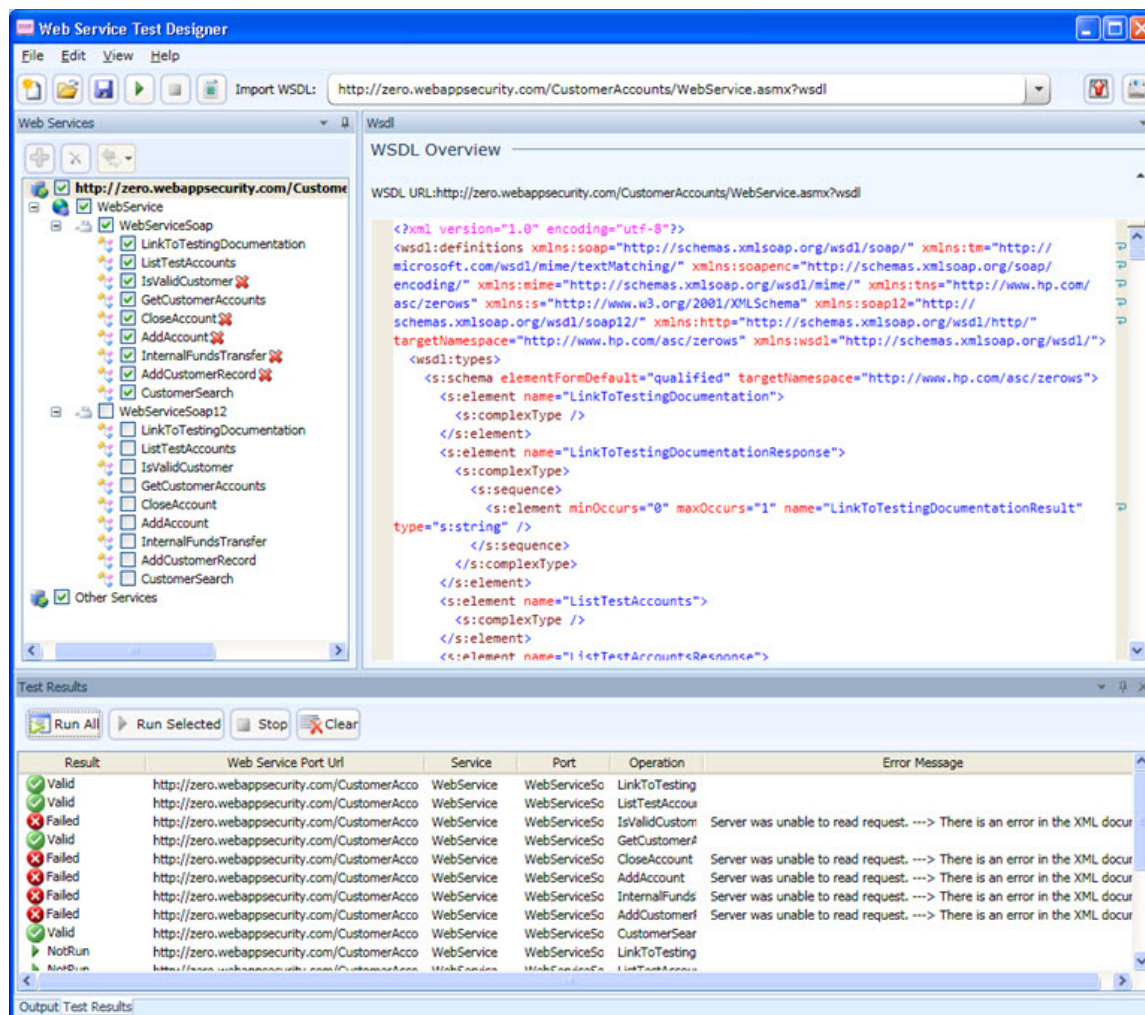 Web Service Test Designer
File Edit View Help
Import WSDL: http://zero.webappsecurity.com/CustomerAccounts/WebService.asmx?wsdl
Web Services
http://zero.webappsecurity.com/Custome
WebService
WebServiceSoap
LinkToTestingDocumentation
ListTestAccounts
IsValidCustomer
GetCustomerAccounts
CloseAccount
AddAccount
InternalFundsTransfer
AddCustomerRecord
CustomerSearch
WebServiceSoap12
LinkToTestingDocumentation
ListTestAccounts
IsValidCustomer
GetCustomerAccounts
CloseAccount
AddAccount
InternalFundsTransfer
AddCustomerRecord
CustomerSearch
Other Services
Wsdl
WSDL Overview
WSDL URL:http://zero.webappsecurity.com/CustomerAccounts/WebService.asmx?wsdl
<?xml version="1.0" encoding="utf-8"?>
<wsdl:definitions xmlns:soap="http://schemas.xmlsoap.org/wsdl/soap/" xmlns:tm="http://
microsoft.com/wsdl/mime/textMatching/" xmlns:soapenc="http://schemas.xmlsoap.org/soap/
encoding/" xmlns:mime="http://schemas.xmlsoap.org/wsdl/mime/" xmlns:tns="http://www.hp.com/
asc/zerows" xmlns:s="http://www.w3.org/2001/XMLSchema" xmlns:soap12="http://
schemas.xmlsoap.org/wsdl/soap12/" xmlns:http="http://schemas.xmlsoap.org/wsdl/http/"
targetNamespace="http://www.hp.com/asc/zerows" xmlns:wsdl="http://schemas.xmlsoap.org/wsdl/">
<wsdl:types>
<s:schema elementFormDefault="qualified" targetNamespace="http://www.hp.com/asc/zerows">
<s:element name="LinkToTestingDocumentation">
<s:complexType />
</s:element>
<s:element name="LinkToTestingDocumentationResponse">
<s:complexType>
<s:sequence>
<s:element minOccurs="0" maxOccurs="1" name="LinkToTestingDocumentationResult"
type="s:string" />
</s:sequence>
</s:complexType>
</s:element>
<s:element name="ListTestAccounts">
<s:complexType />
</s:element>
<s:element name="ListTestAccountsResponse">
Test Results
Run All Run Selected Stop Clear
Result Web Service Port Url Service Port Operation Error Message
Valid http://zero.webappsecurity.com/CustomerAcco WebService WebServiceSo LinkToTesting
Valid http://zero.webappsecurity.com/CustomerAcco WebService WebServiceSo ListTestAccou
Failed http://zero.webappsecurity.com/CustomerAcco WebService WebServiceSo IsValidCustom Server was unable to read request. ---> There is an error in the XML docur
Valid http://zero.webappsecurity.com/CustomerAcco WebService WebServiceSo GetCustomerA
Failed http://zero.webappsecurity.com/CustomerAcco WebService WebServiceSo CloseAccount Server was unable to read request. ---> There is an error in the XML docur
Failed http://zero.webappsecurity.com/CustomerAcco WebService WebServiceSo AddAccount Server was unable to read request. ---> There is an error in the XML docur
Failed http://zero.webappsecurity.com/CustomerAcco WebService WebServiceSo InternalFunds Server was unable to read request. ---> There is an error in the XML docur
Failed http://zero.webappsecurity.com/CustomerAcco WebService WebServiceSo AddCustomerF Server was unable to read request. ---> There is an error in the XML docur
Valid http://zero.webappsecurity.com/CustomerAcco WebService WebServiceSo CustomerSear
NotRun http://zero.webappsecurity.com/CustomerAcco WebService WebServiceSo LinkToTesting
NotRun http://zero.webappsecurity.com/CustomerAcco WebService WebServiceSo ListTestAccou
Output Test Results